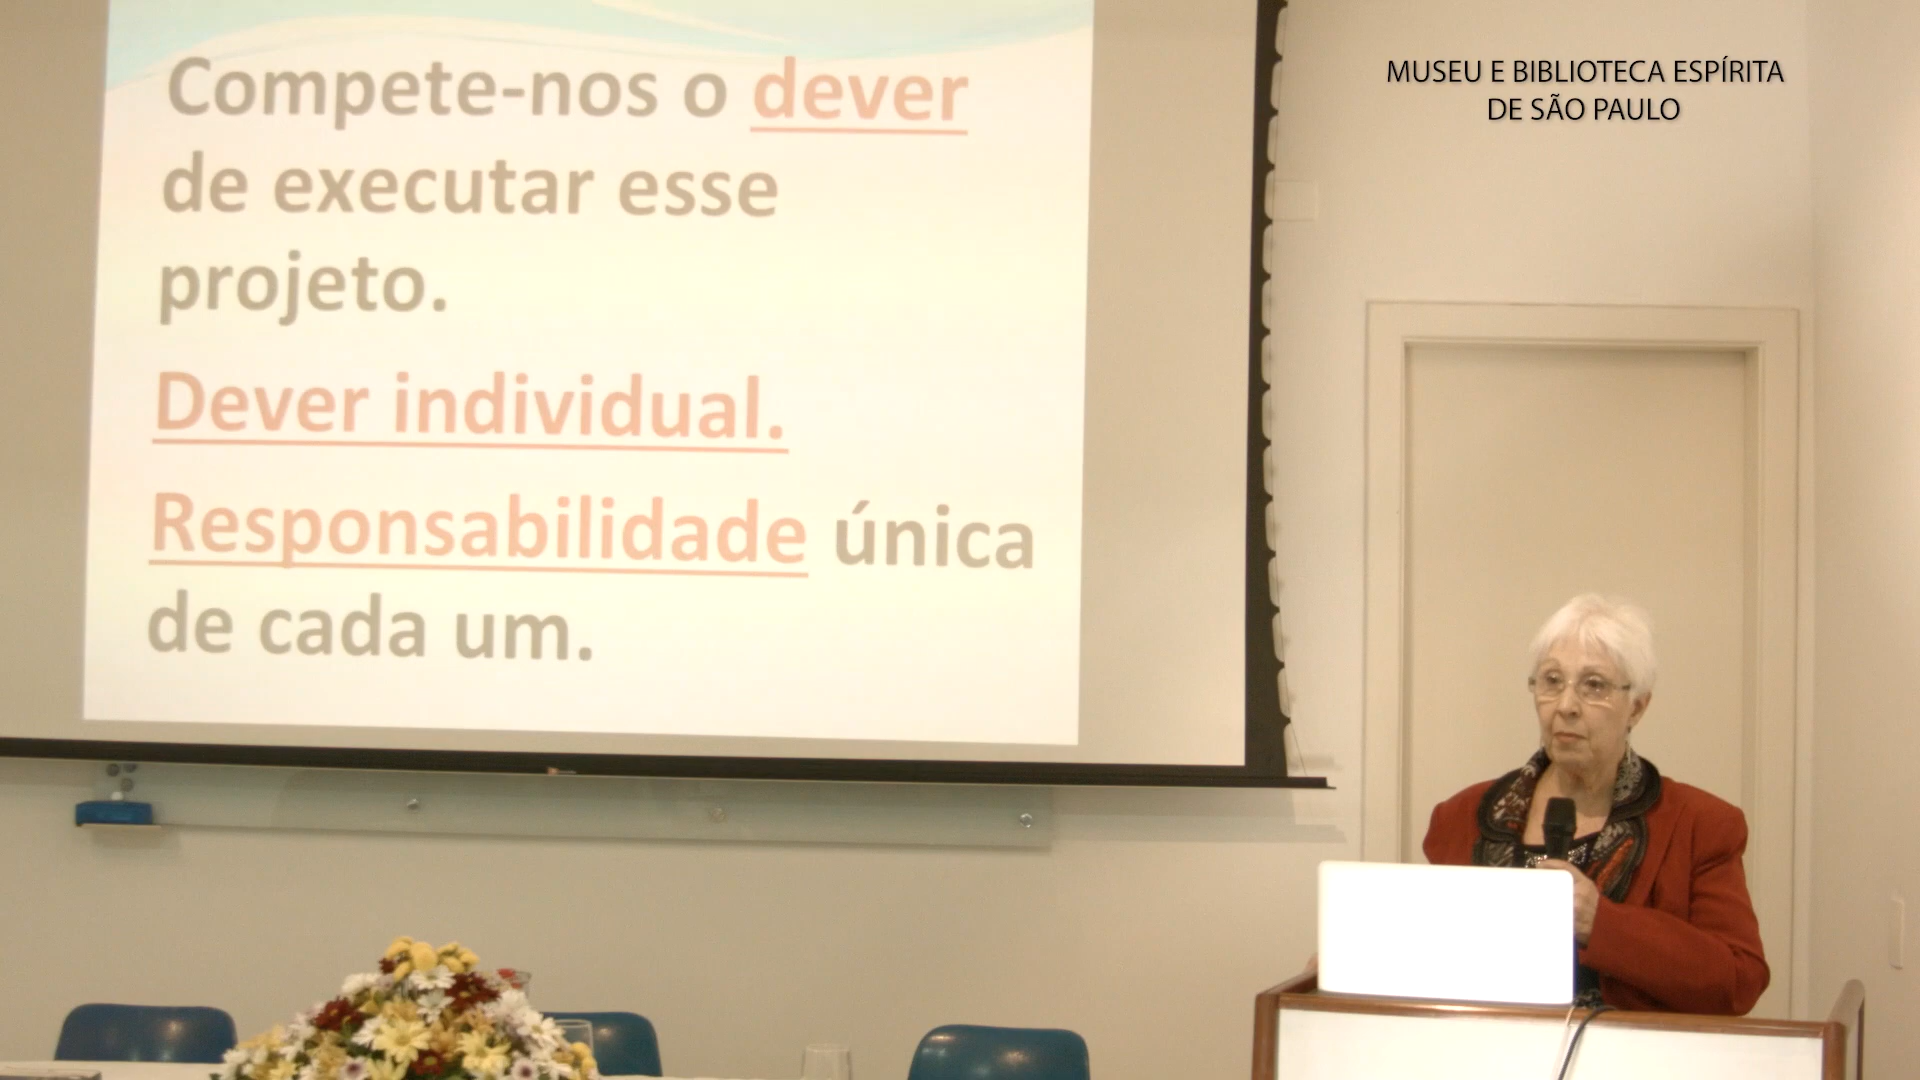 Compete-nos o dever
de executar esse
projeto.
Dever individual.
Responsabilidade única
de cada um.
MUSEU E BIBLIOTECA ESPÍRITA
DE SÃO PAULO